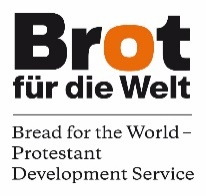 Brot
für die Welt
Bread for the World –
Protestant
Development Service